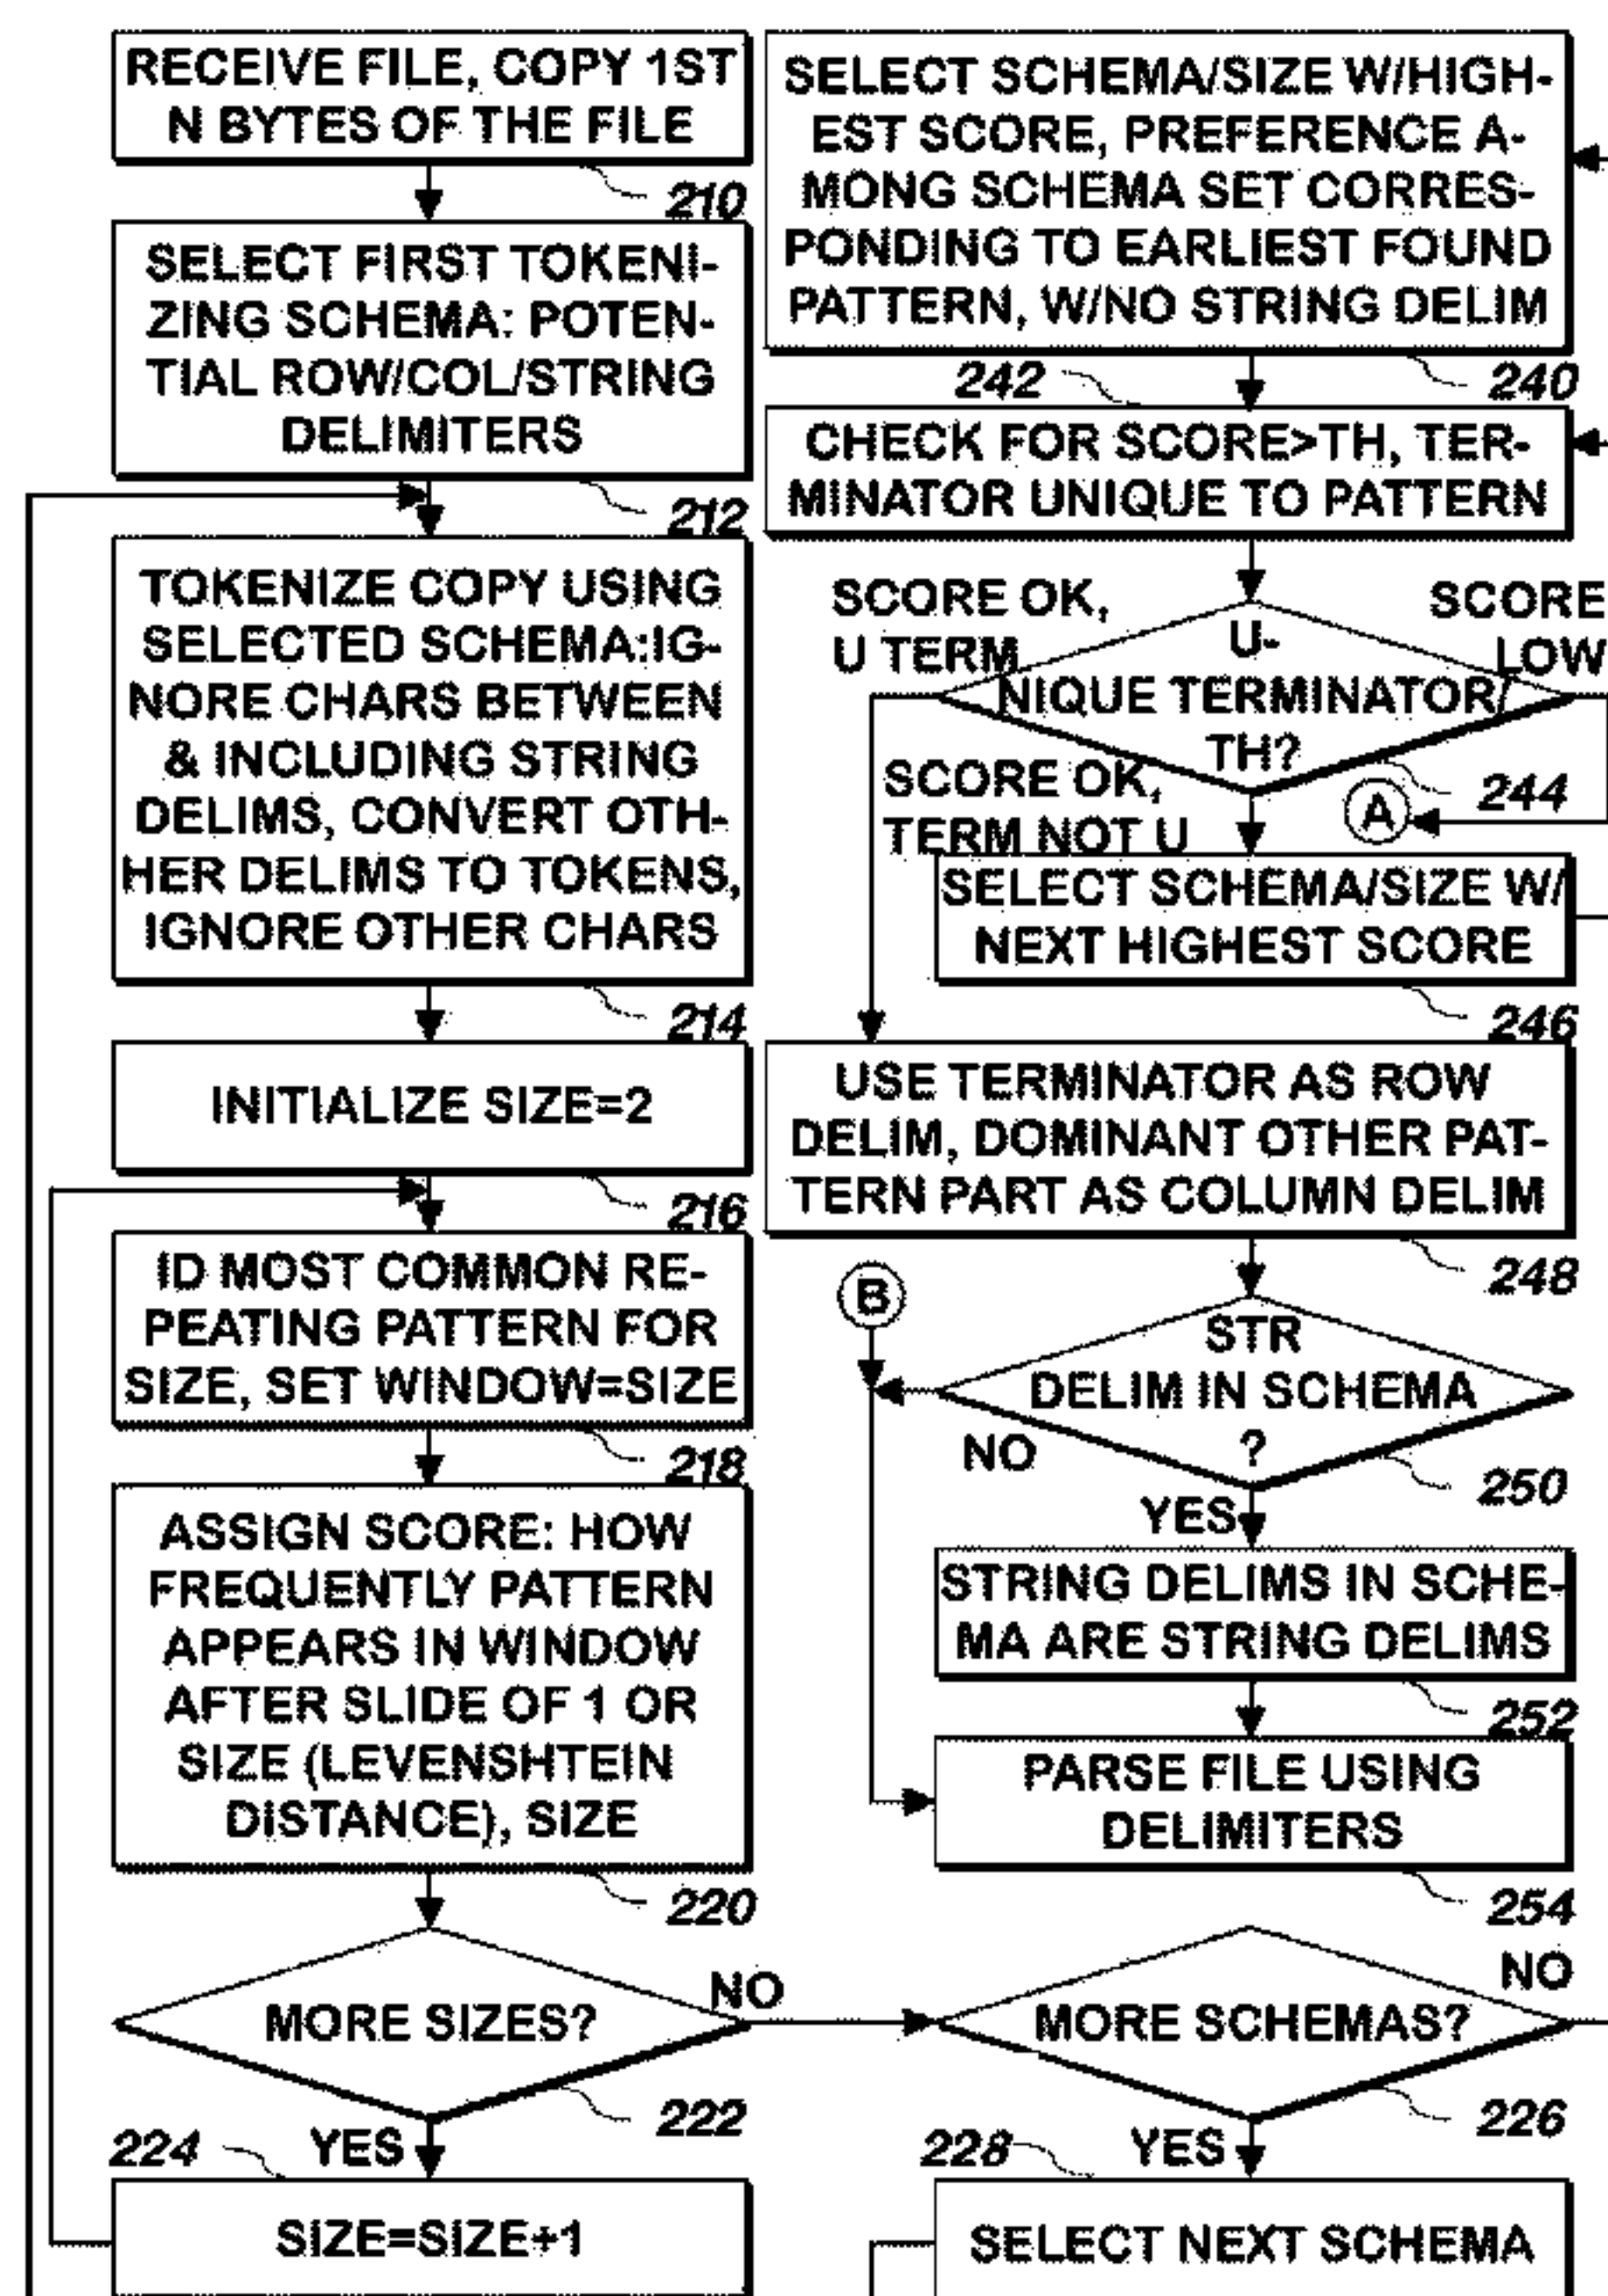 RECEIVE FILE, COPY 1ST
N BYTES OF THE FILE
210
SELECT FIRST TOKENI-
ZING SCHEMA: POTEN-
TIAL ROW/COL/STRING
DELIMITERS
212
TOKENIZE COPY USING
SELECTED SCHEMA:IG-
NORE CHARS BETWEEN
& INCLUDING STRING
DELIMS, CONVERT OTH-
HER DELIMS TO TOKENS,
IGNORE OTHER CHARS
214
INITIALIZE SIZE=2
216
ID MOST COMMON RE-
PEATING PATTERN FOR
SIZE, SET WINDOW=SIZE
218
ASSIGN SCORE: HOW
FREQUENTLY PATTERN
APPEARS IN WINDOW
AFTER SLIDE OF 1 OR
SIZE (LEVENSHTEIN
DISTANCE), SIZE
220
MORE SIZES?
NO
222
YES
224
SIZE=SIZE+1
SELECT SCHEMA/SIZE W/HIGH-
EST SCORE, PREFERENCE A-
MONG SCHEMA SET CORRES-
PONDING TO EARLIEST FOUND
PATTERN, W/NO STRING DELIM
240
242
CHECK FOR SCORE>TH, TER-
MINATOR UNIQUE TO PATTERN
SCORE OK,
U TERM
U-
NIQUE TERMINATOR/
TH?
SCORE
LOW
244
SCORE OK,
TERM NOT U
A
SELECT SCHEMA/SIZE W/
NEXT HIGHEST SCORE
246
USE TERMINATOR AS ROW
DELIM, DOMINANT OTHER PAT-
TERN PART AS COLUMN DELIM
248
B
STR
DELIM IN SCHEMA
?
NO
250
YES
STRING DELIMS IN SCHE-
MA ARE STRING DELIMS
252
PARSE FILE USING
DELIMITERS
254
MORE SCHEMAS?
NO
226
YES
228
SELECT NEXT SCHEMA